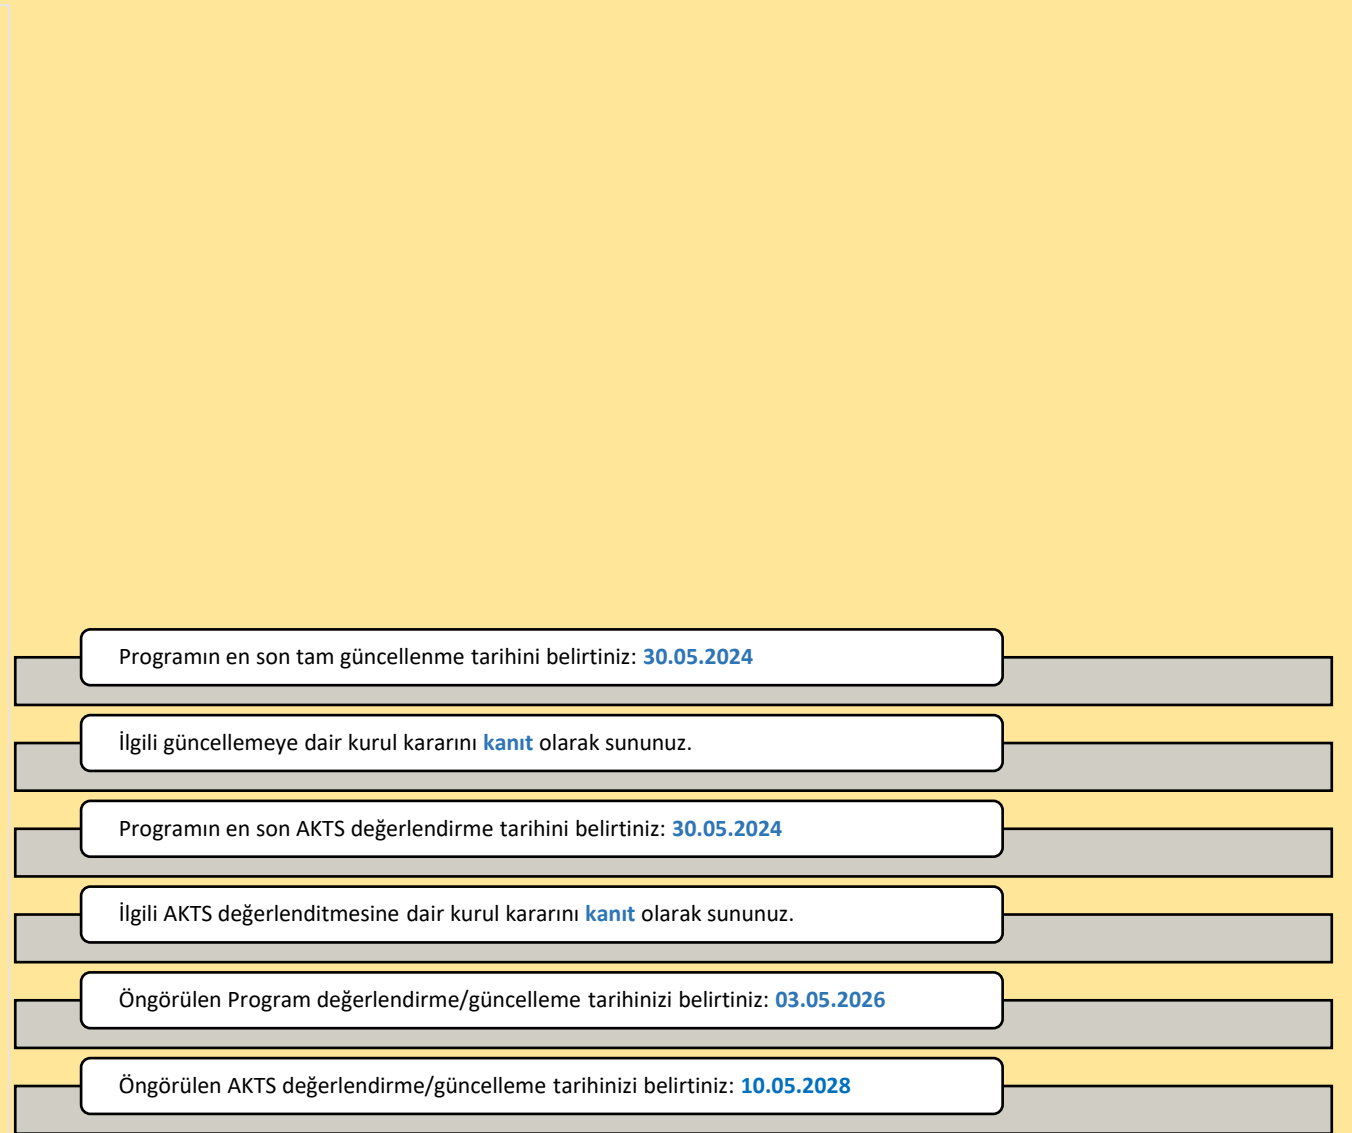 Programın en son tam güncellenme tarihini belirtiniz: 30.05.2024
İlgili güncellemeye dair kurul kararını kanıt olarak sununuz.
Programın en son AKTS değerlendirme tarihini belirtiniz: 30.05.2024
İlgili AKTS değerlenditmesine dair kurul kararını kanıt olarak sununuz.
Öngörülen Program değerlendirme/güncelleme tarihinizi belirtiniz: 03.05.2026
Öngörülen AKTS değerlendirme/güncelleme tarihinizi belirtiniz: 10.05.2028